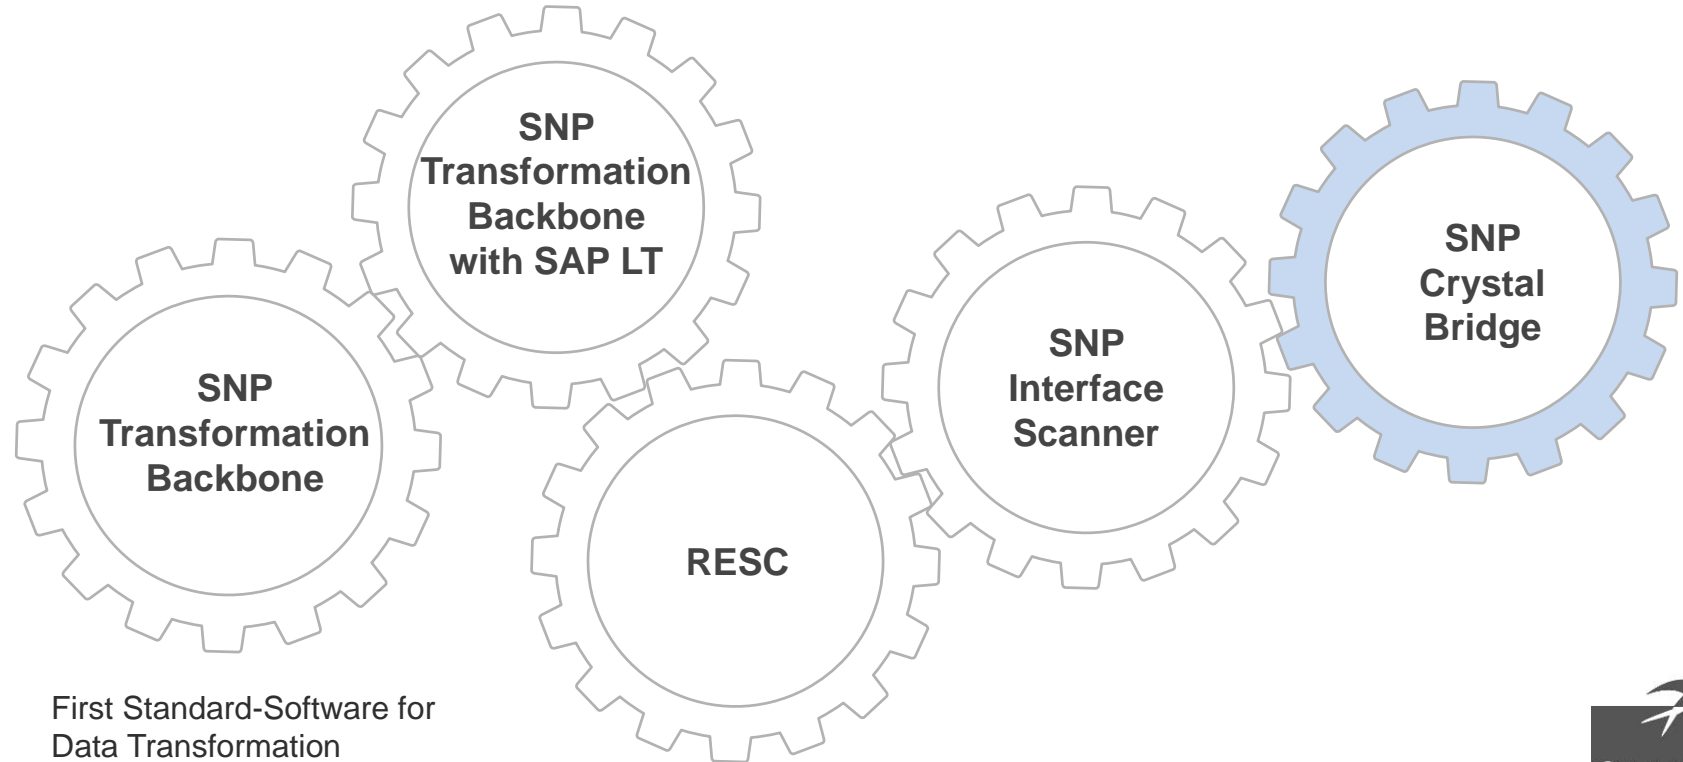 SNP
Transformation
Backbone
SNP
Transformation
Backbone
with SAP LT
RESC
SNP
Interface
Scanner
SNP
Crystal
Bridge
First Standard-Software for
Data Transformation